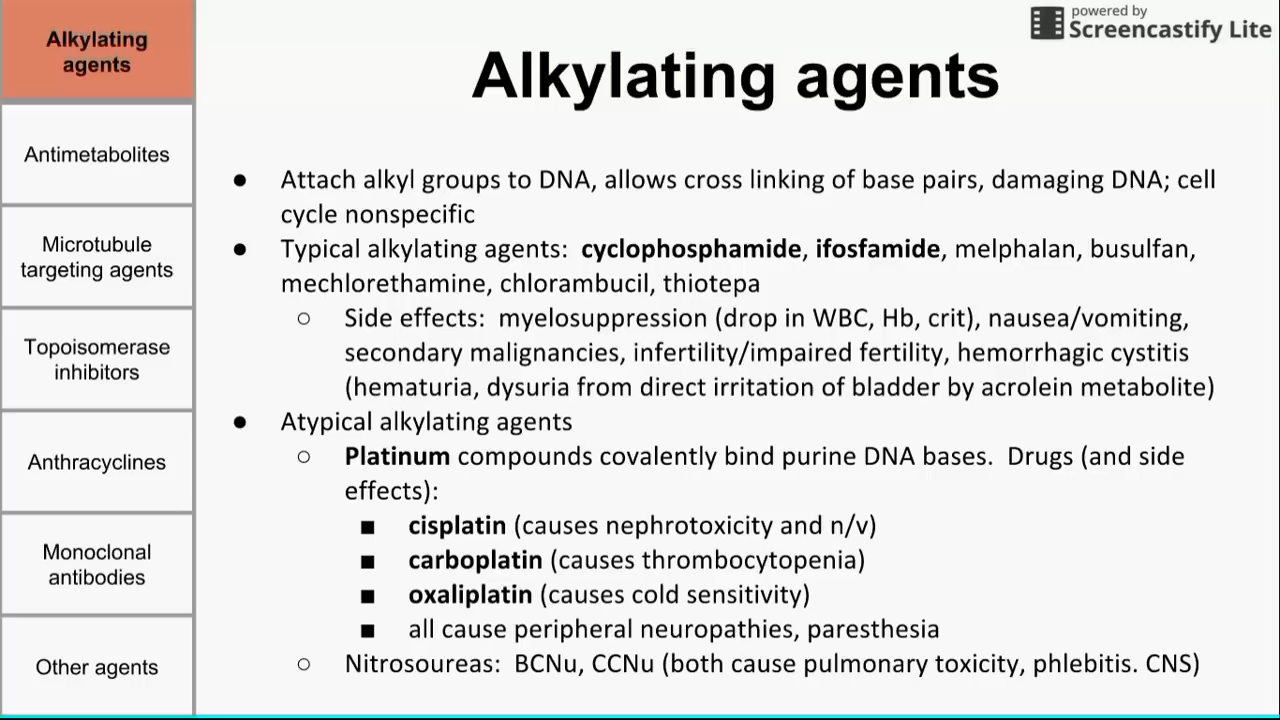 Alkylating
agents
Antimetabolites
Microtubule
targeting agents
Topoisomerase
inhibitors
Anthracyclines
Monoclonal
antibodies
Other agents
powered by
Screencastify Lite
Alkylating agents
● Attach alkyl groups to DNA, allows cross linking of base pairs, damaging DNA; cell
cycle nonspecific
● Typical alkylating agents: cyclophosphamide, ifosfamide, melphalan, busulfan,
mechlorethamine, chlorambucil, thiotepa
○ Side effects: myelosuppression (drop in WBC, Hb, crit), nausea/vomiting,
secondary malignancies, infertility/impaired fertility, hemorrhagic cystitis
(hematuria, dysuria from direct irritation of bladder by acrolein metabolite)
● Atypical alkylating agents
○ Platinum compounds covalently bind purine DNA bases. Drugs (and side
effects):
■ cisplatin (causes nephrotoxicity and n/v)
■ carboplatin (causes thrombocytopenia)
■ oxaliplatin (causes cold sensitivity)
■ all cause peripheral neuropathies, paresthesia
○ Nitrosoureas: BCNu, CCNu (both cause pulmonary toxicity, phlebitis. CNS)